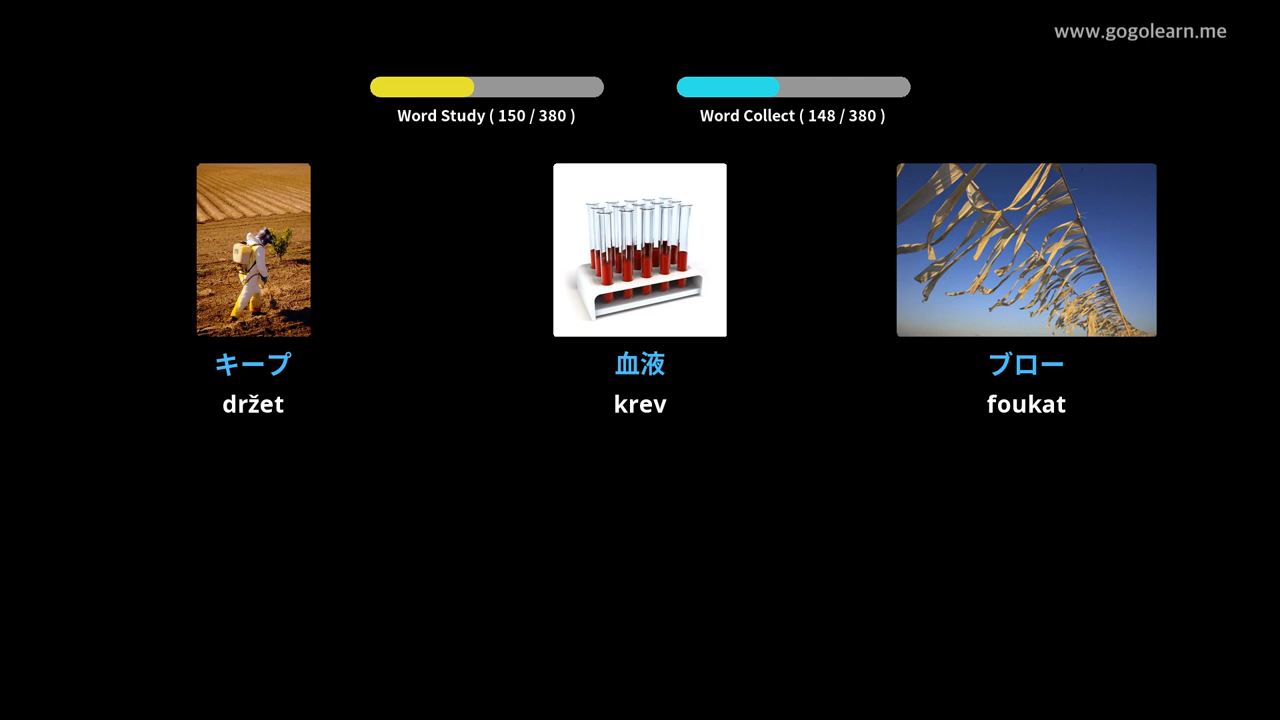 www.gogolearn.me
Word Study ( 150 / 380 )
Word Collect ( 148 / 380 )
キープ
血液
ブロー
držet
krev
foukat